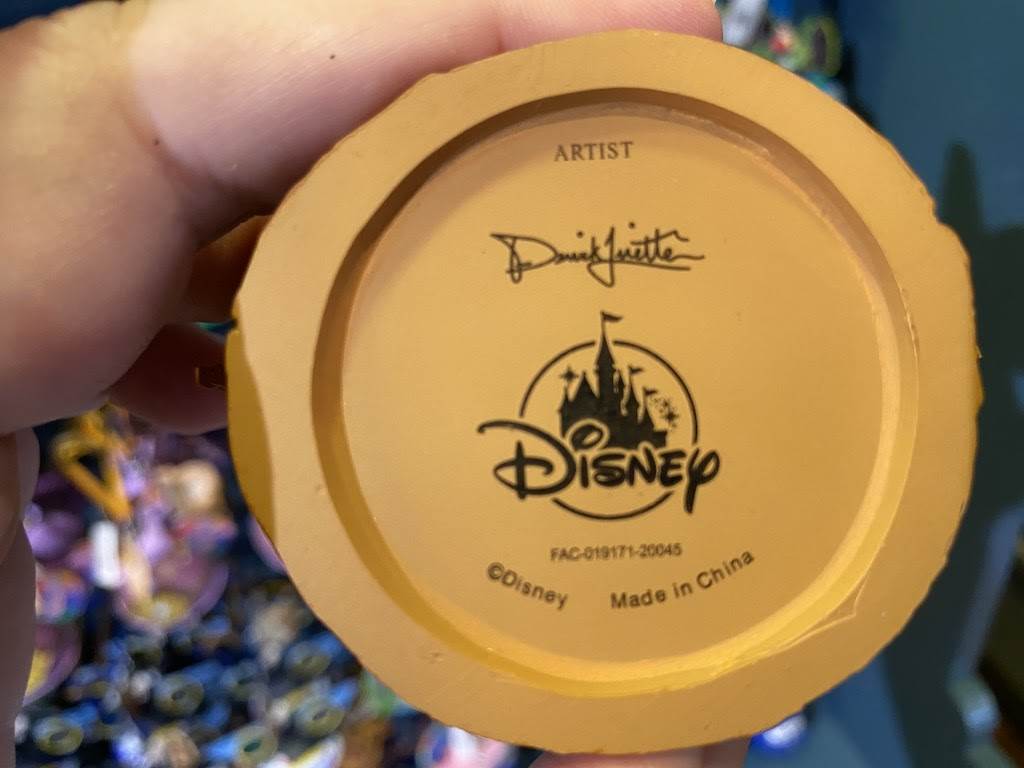 ARTIST
Disney
FAC-019171-20045
©Disney Made in China